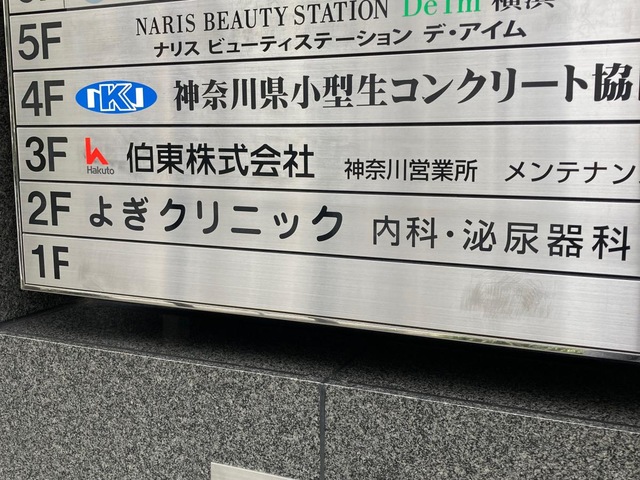 NARIS BEAUTY STATION De Im 横浜
5F ナリス ビューティステーション デ・アイム
4F NKN 神奈川県小型生コンクリート協
3F Hakuto 伯東株式会社 神奈川営業所 メンテナン
2F よぎクリニック 内科・泌尿器科
1F